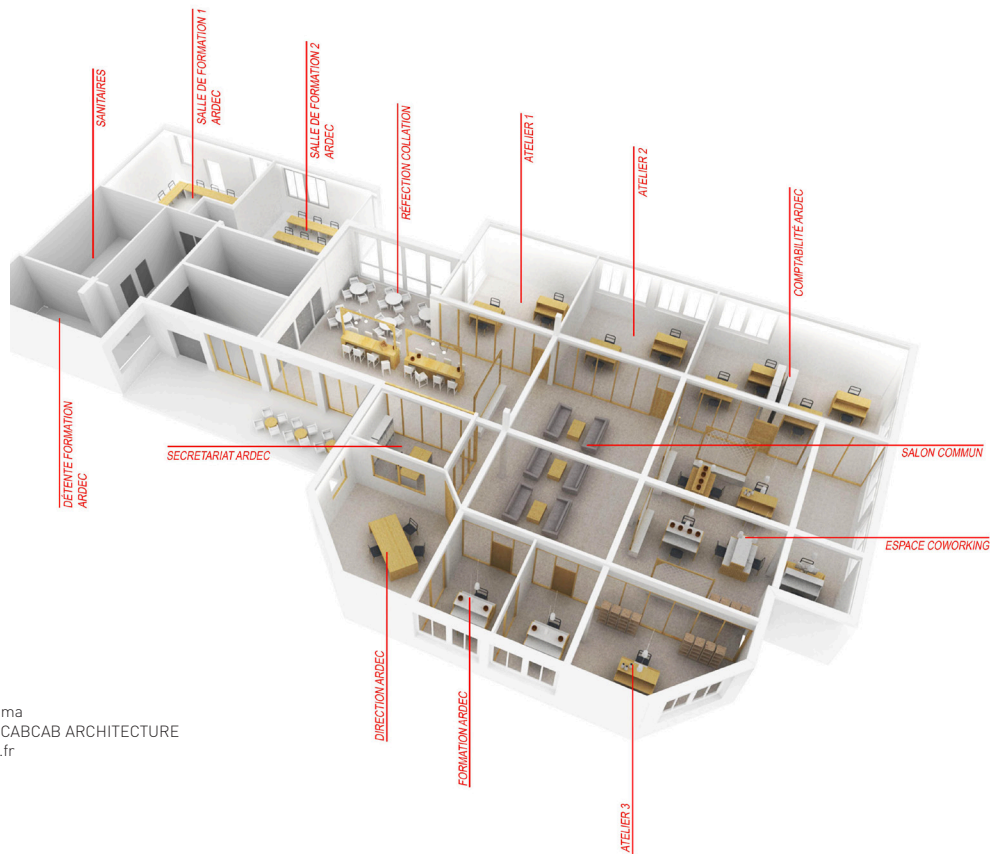 SANITAIRES
SALLE DE FORMATION 1
ARDEC
SALLE DE FORMATION 2
ARDEC
RÉFECTION COLLATION
ATELIER 1
ATELIER 2
COMPTABILITÉ ARDEC
SECRETARIAT ARDEC
SALON COMMUN
DÉTENTE FORMATION
ARDEC
ESPACE COWORKING
DIRECTION ARDEC
FORMATION ARDEC
ATELIER 3
ma
CABCAB ARCHITECTURE
.fr